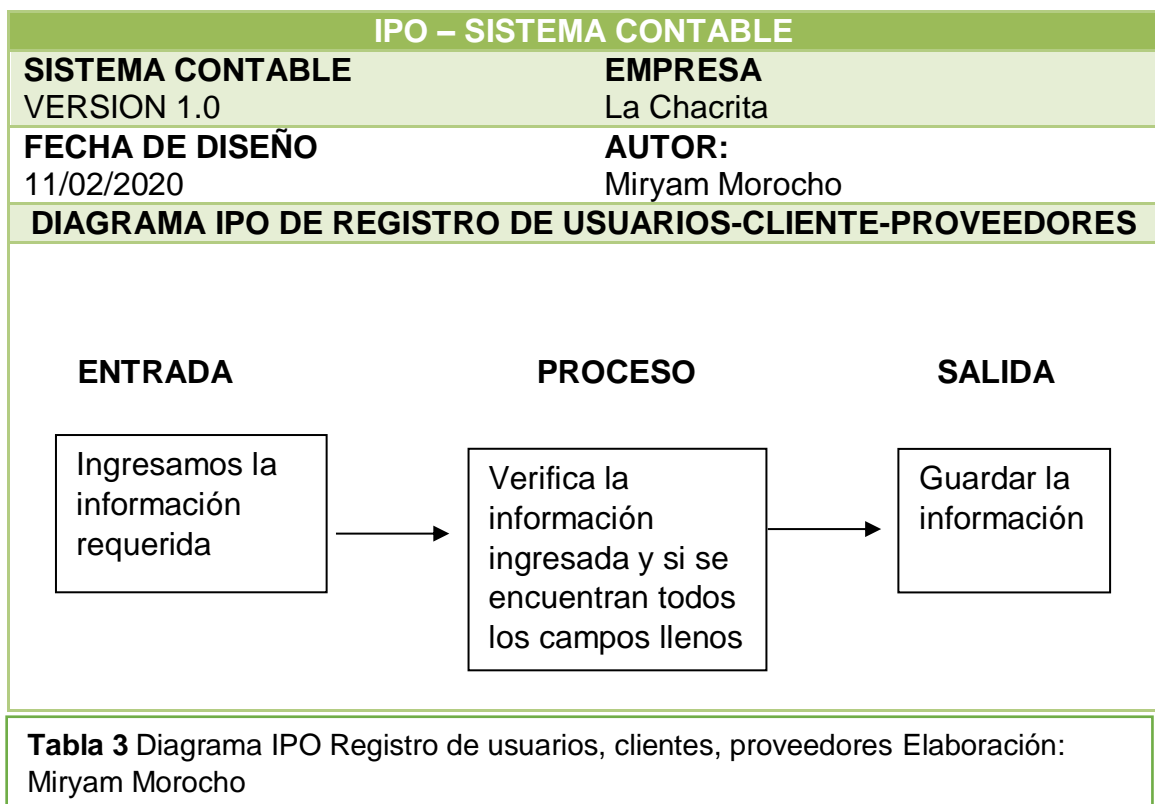 IPO – SISTEMA CONTABLE
SISTEMA CONTABLE
VERSION 1.0
EMPRESA
La Chacrita
FECHA DE DISEÑO
11/02/2020
AUTOR:
Miryam Morocho
DIAGRAMA IPO DE REGISTRO DE USUARIOS-CLIENTE-PROVEEDORES
ENTRADA
PROCESO
SALIDA
Ingresamos la
información
requerida
Verifica la
información
ingresada y si se
encuentran todos
los campos llenos
Guardar la
información
Tabla 3 Diagrama IPO Registro de usuarios, clientes, proveedores Elaboración:
Miryam Morocho